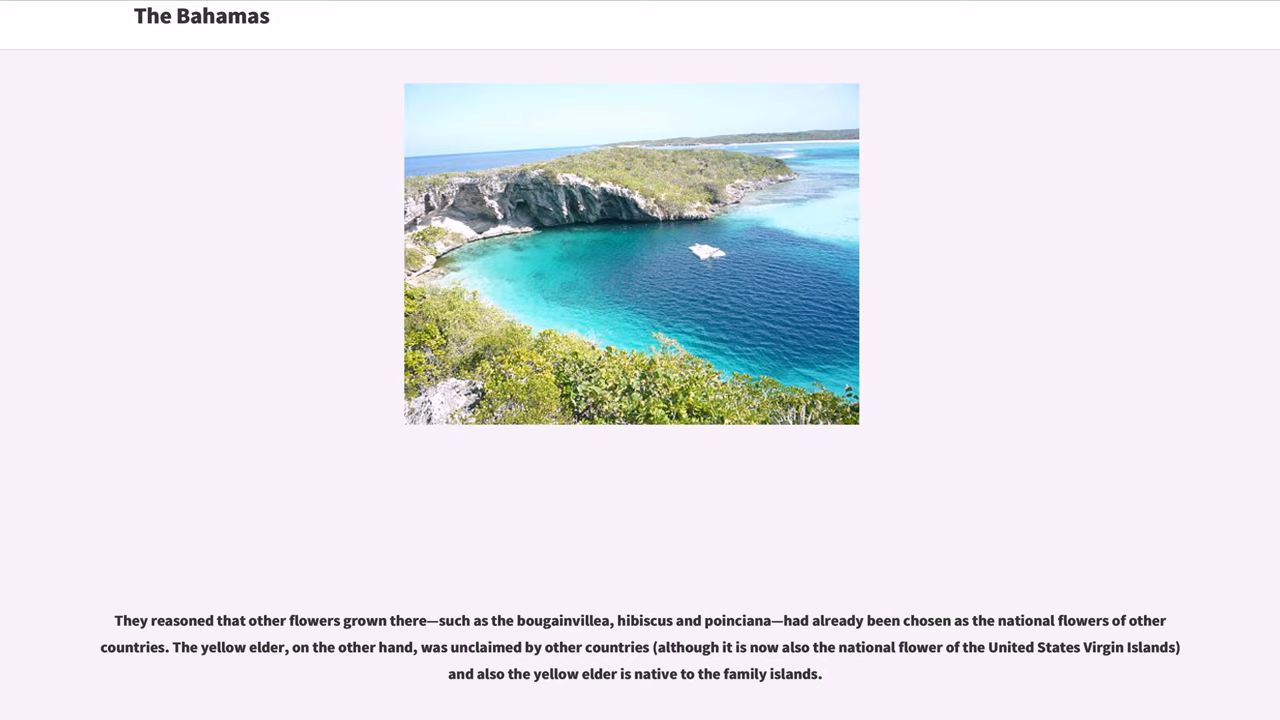 The Bahamas
They reasoned that other flowers grown there—such as the bougainvillea, hibiscus and poinciana—had already been chosen as the national flowers of other
countries. The yellow elder, on the other hand, was unclaimed by other countries (although it is now also the national flower of the United States Virgin Islands)
and also the yellow elder is native to the family islands.